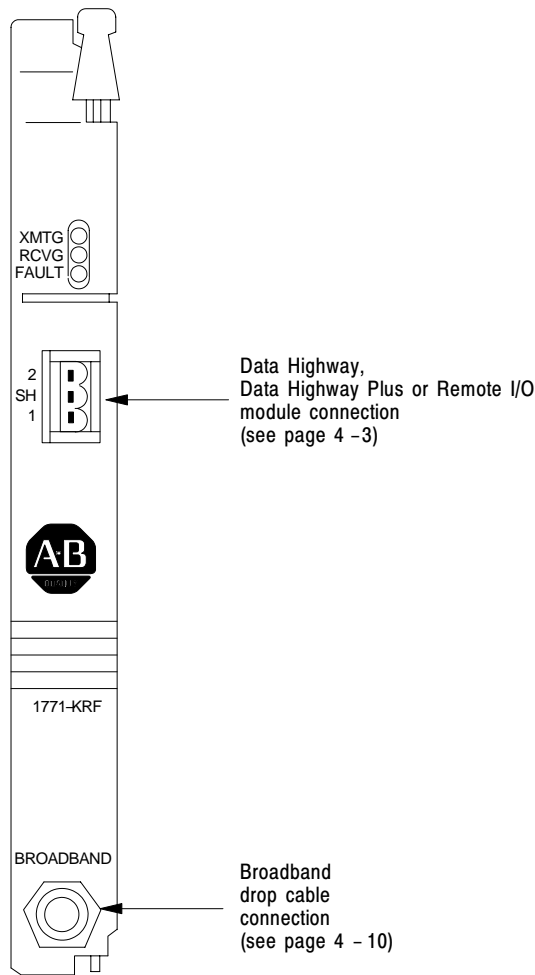 XMTG
RCVG
FAULT
2
SH
1
Data Highway,
Data Highway Plus or Remote I/O
module connection
(see page 4 –3)
A·B
1771–KRF
BROADBAND
Broadband
drop cable
connection
(see page 4 – 10)